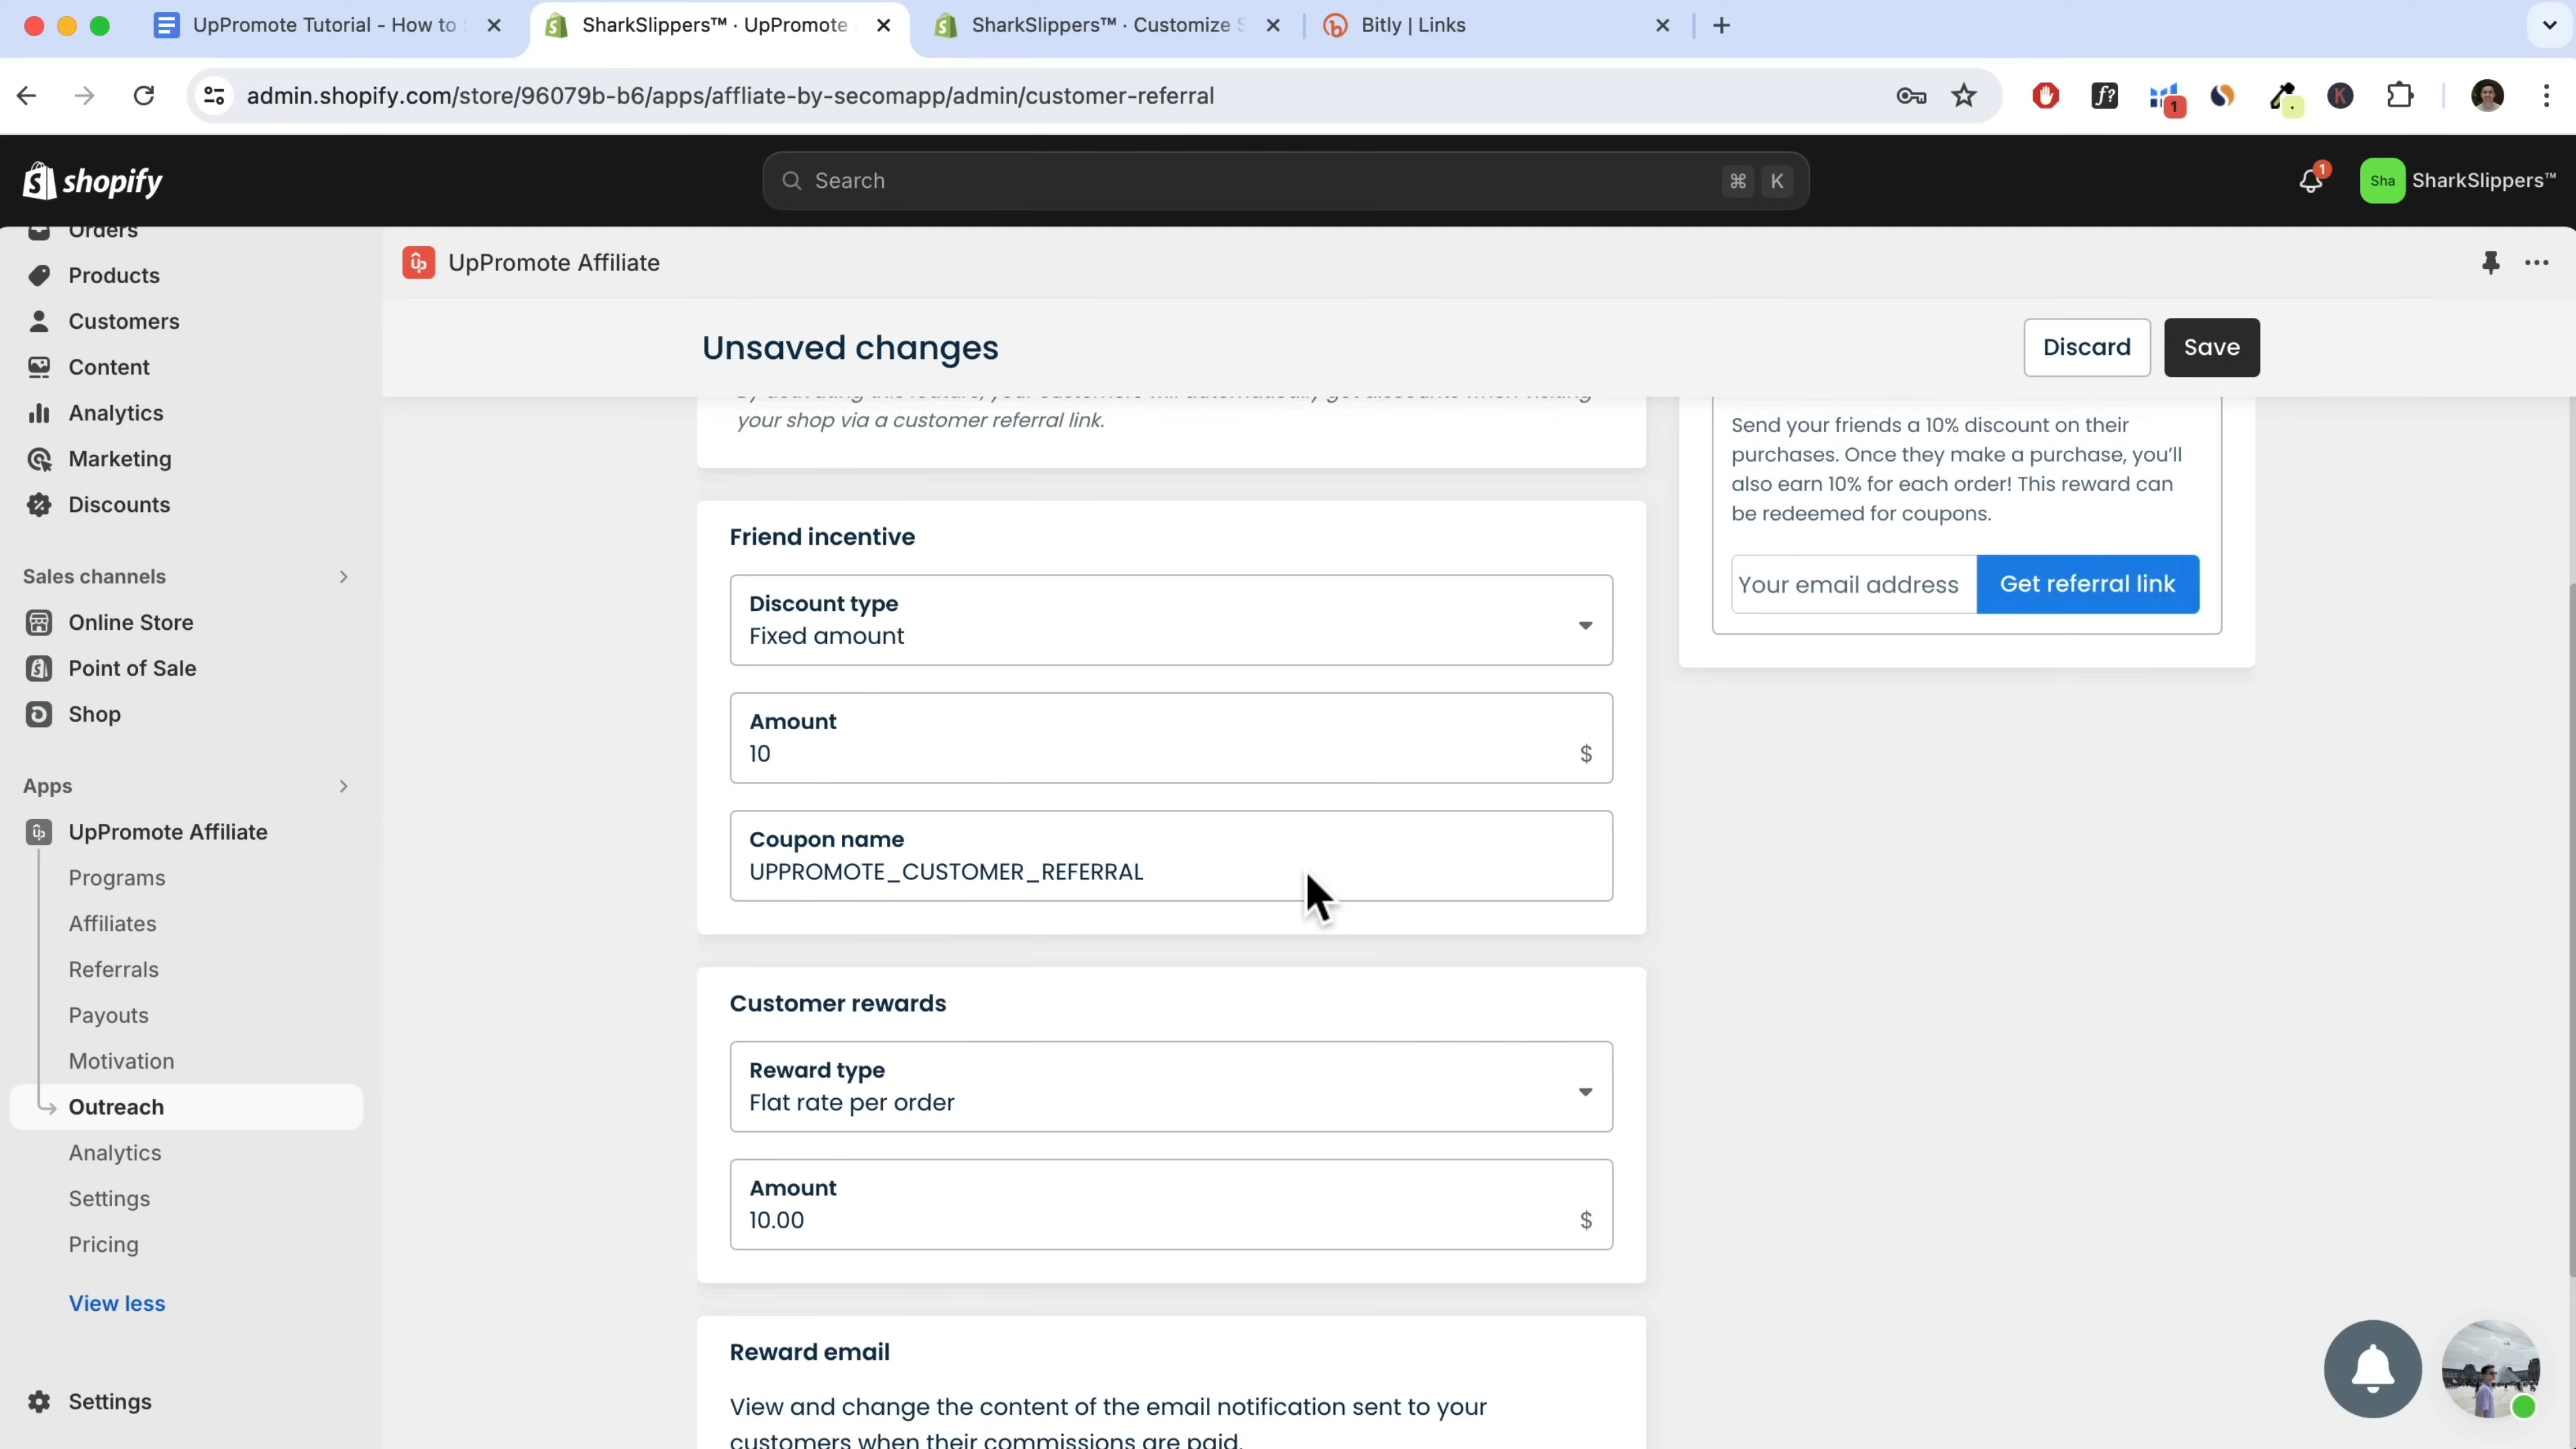 UpPromote Tutorial - How to
SharkSlippers™ · UpPromote
SharkSlippers™ · Customize S
Bitly | Links
admin.shopify.com/store/96079b-b6/apps/affliate-by-secomapp/admin/customer-referral
f?
1
K
shopify
Search
⌘ K
1
Sha
SharkSlippers™
Orders
Products
Customers
Content
Analytics
Marketing
Discounts
Sales channels
Online Store
Point of Sale
Shop
Apps
UpPromote Affiliate
Programs
Affiliates
Referrals
Payouts
Motivation
Outreach
Analytics
Settings
Pricing
View less
Settings
UpPromote Affiliate
Unsaved changes
Discard
Save
By activating this feature, your customers will automatically get discounts when visiting
your shop via a customer referral link.
Friend incentive
Discount type
Fixed amount
Amount
10 $
Coupon name
UPPROMOTE_CUSTOMER_REFERRAL
Customer rewards
Reward type
Flat rate per order
Amount
10.00 $
Reward email
View and change the content of the email notification sent to your
customers when their commissions are paid.
Send your friends a 10% discount on their
purchases. Once they make a purchase, you'll
also earn 10% for each order! This reward can
be redeemed for coupons.
Your email address
Get referral link